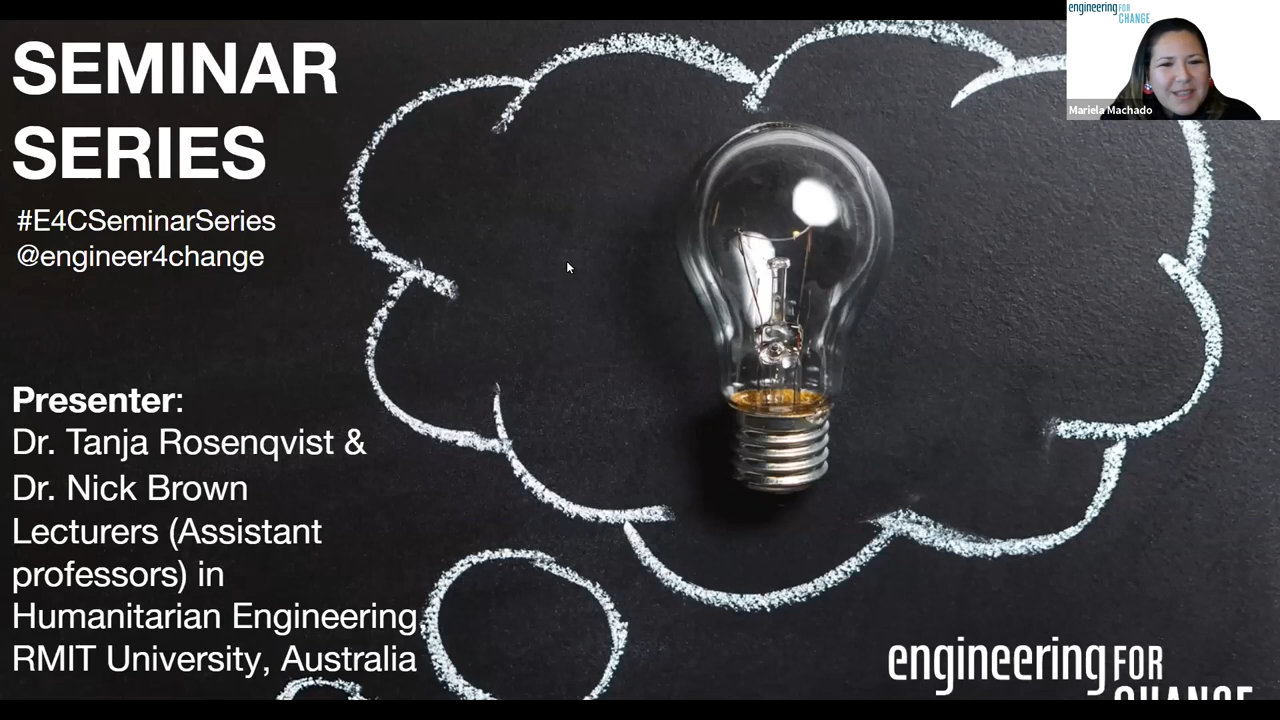 SEMINAR
SERIES
#E4CSeminarSeries
@engineer4change
Presenter:
Dr. Tanja Rosenqvist &
Dr. Nick Brown
Lecturers (Assistant
professors) in
Humanitarian Engineering,
RMIT University, Australia
engineering FOR
CHANGE
Mariela Machado
engineering FOR
CHANGE